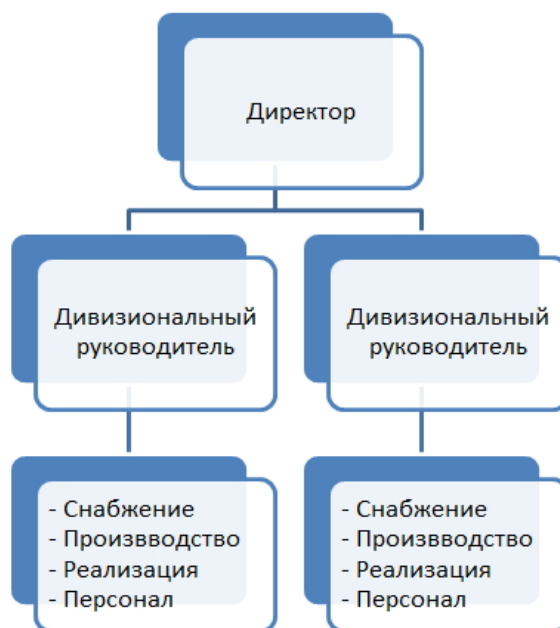 Директор
Дивизиональный
руководитель
Дивизиональный
руководитель
- Снабжение
- Произвводство
- Реализация
- Персонал
- Снабжение
- Произвводство
- Реализация
- Персонал